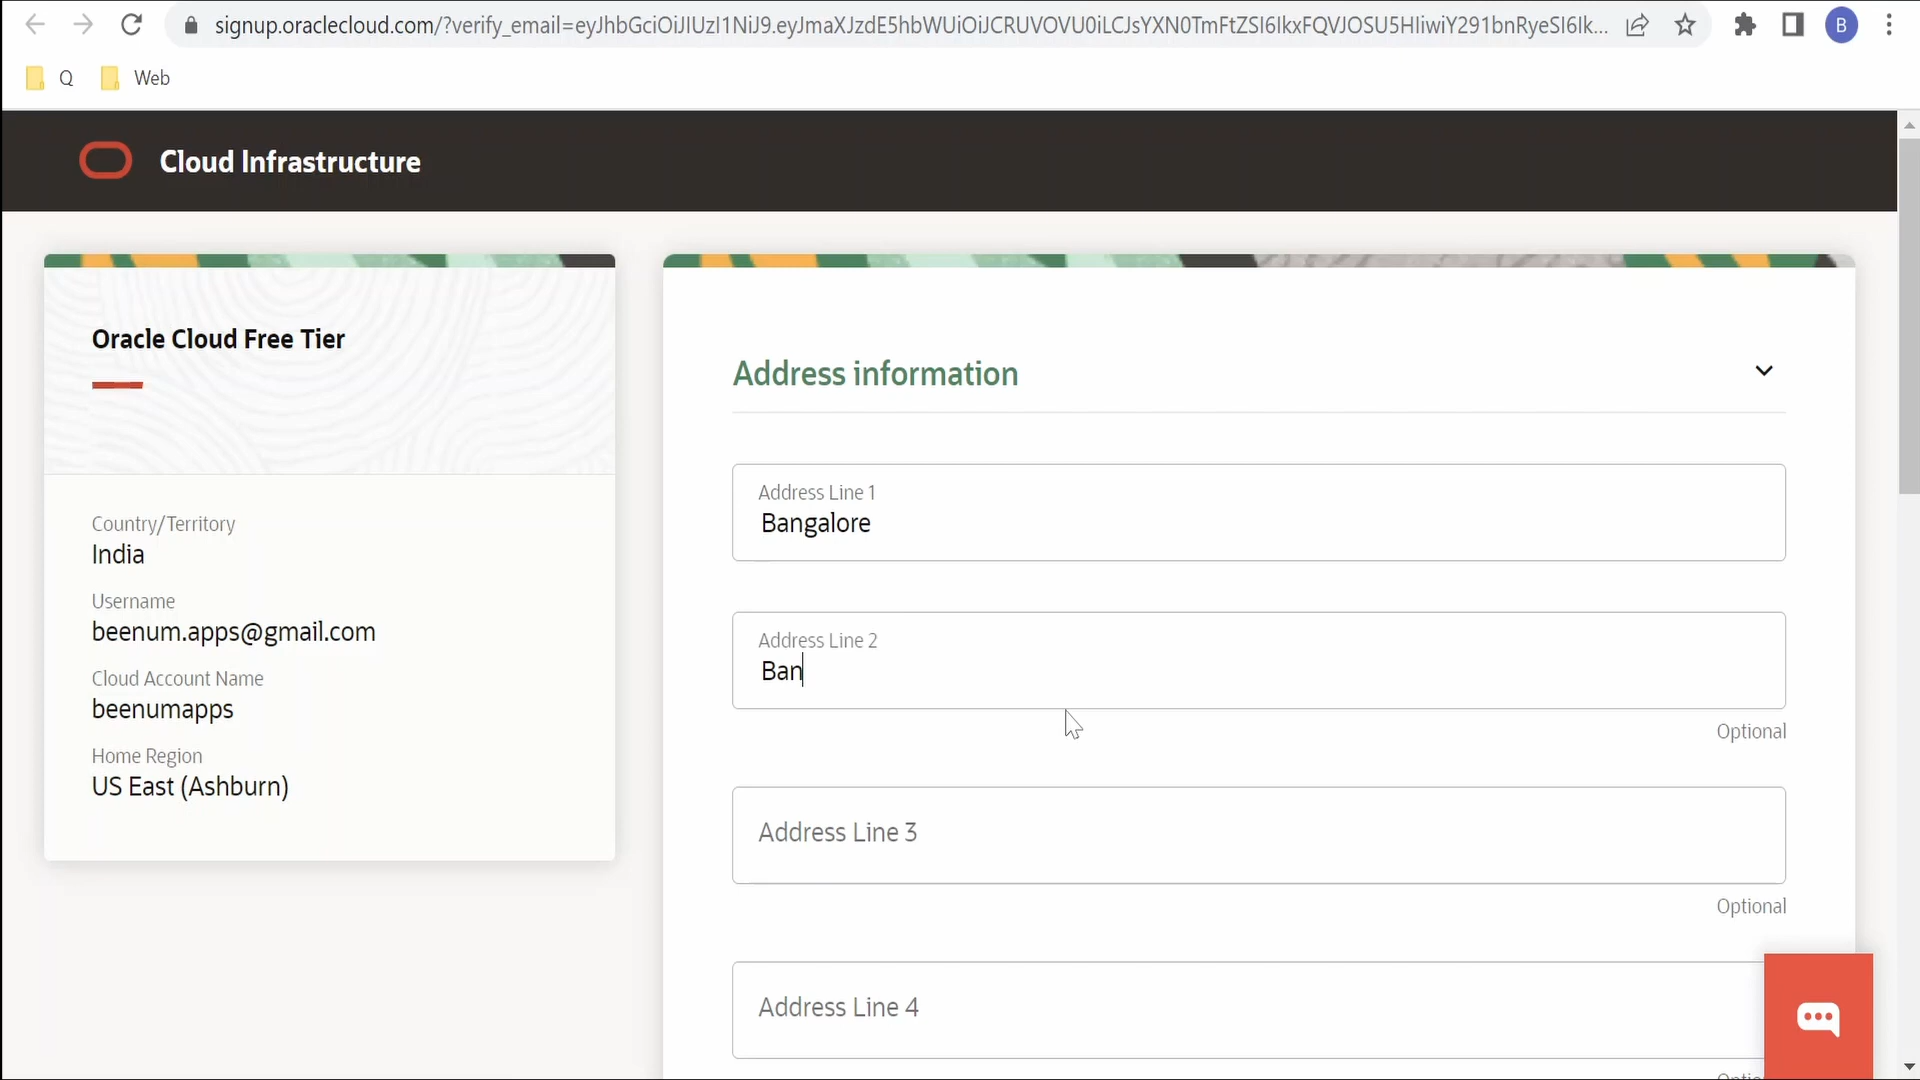 signup.oraclecloud.com/?verify_email=eyJhbGciOiJIUzI1NiJ9.eyJmaXJzdE5hbWUiOiJCRUVOVU0iLCJsYXN0TmFtZSI6IkxFQVJOSU5HIiwiY291bnRyeSI6Ik...
B
Q
Web
Cloud Infrastructure
Oracle Cloud Free Tier
Country/Territory
India
Username
beenum.apps@gmail.com
Cloud Account Name
beenumapps
Home Region
US East (Ashburn)
Address information
Address Line 1
Bangalore
Address Line 2
Ban
Optional
Address Line 3
Optional
Address Line 4